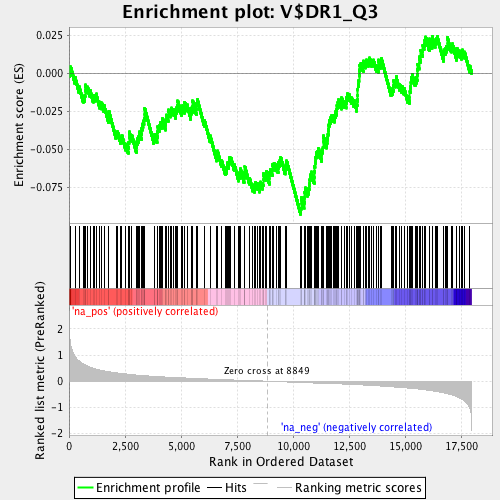 Enrichment plot: V$DR1_Q3
Enrichment score (ES)
0.025
0.000
-0.025
-0.050
-0.075
'na_pos' (positively correlated)
Ranked list metric (PreRanked)
2
1
0
-1
-2
Zero cross at 8849
'na_neg' (negatively correlated)
0
2,500
5,000
7,500
10,000
12,500
15,000
17,500
Rank in Ordered Dataset
Enrichment profile
Hits
Ranking metric scores